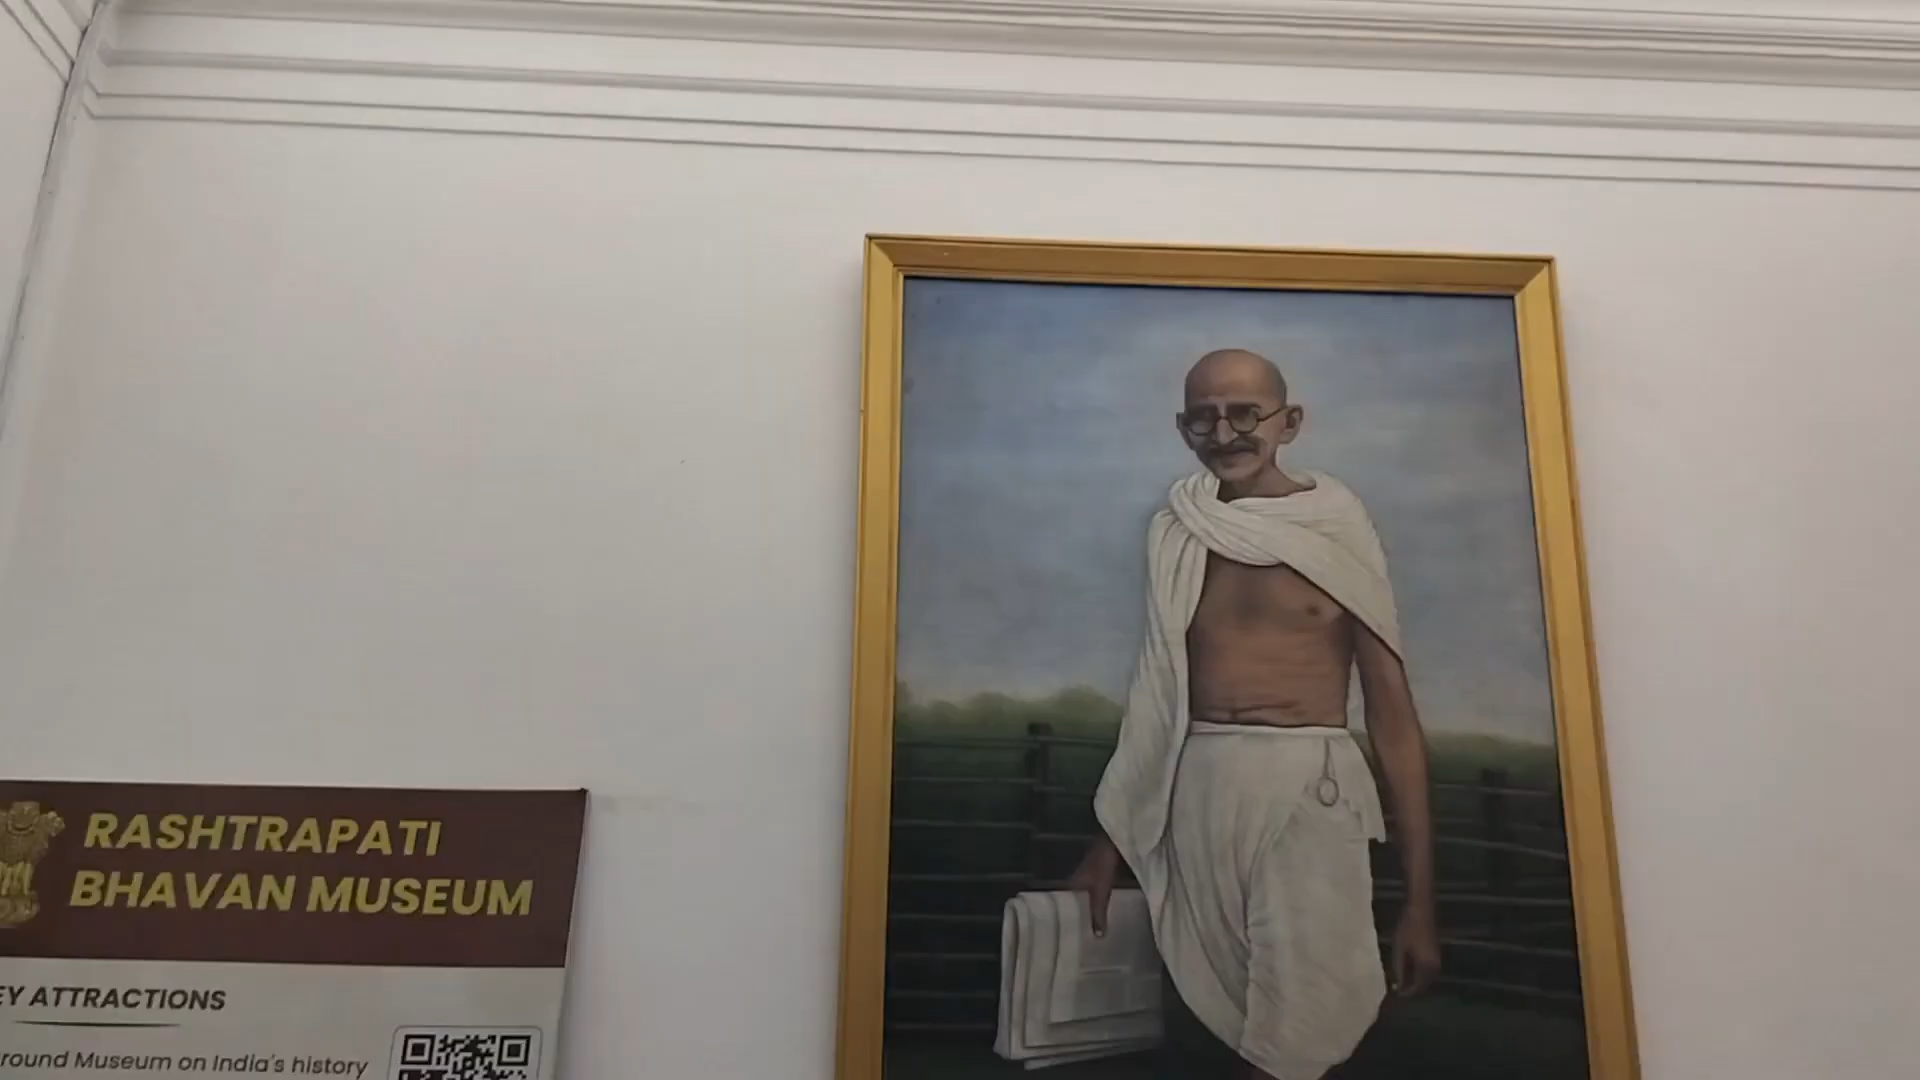 RASHTRAPATI
BHAVAN MUSEUM
EY ATTRACTIONS
round Museum on India's history